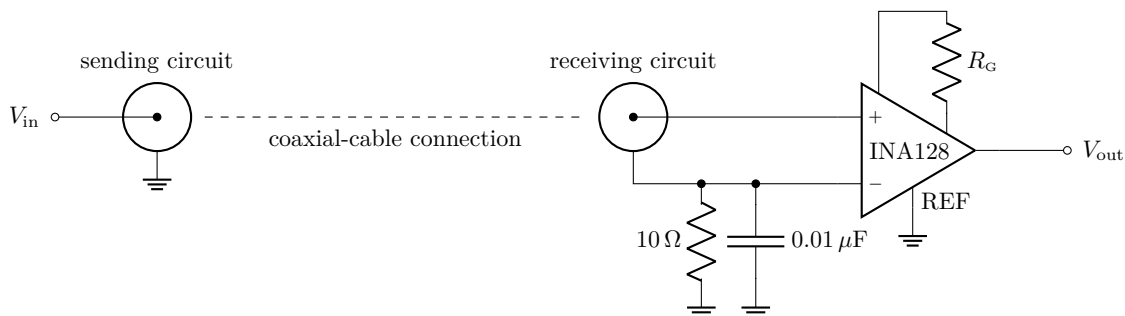 sending circuit
receiving circuit
R_G
V_in
+
coaxial-cable connection
INA128
V_out
−
REF
10 Ω
0.01 μF